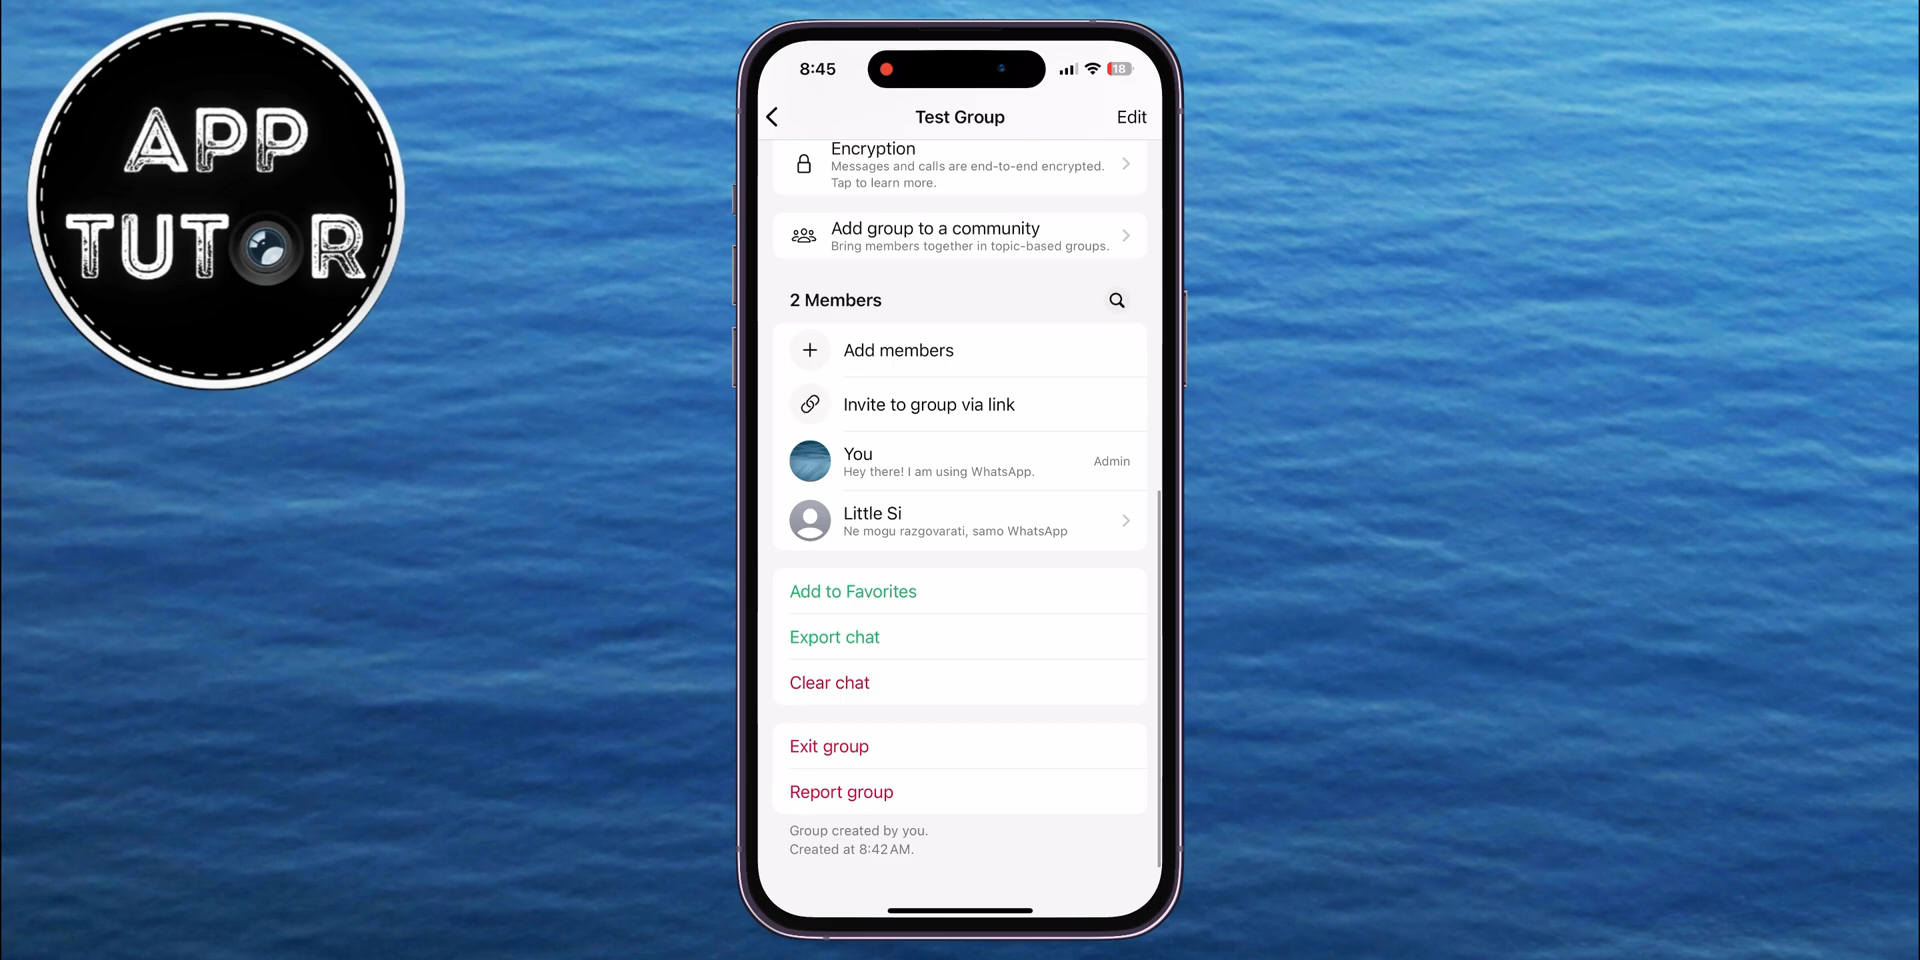 APP
TUTOR
8:45
18
Test Group
Edit
Encryption
Messages and calls are end-to-end encrypted.
Tap to learn more.
Add group to a community
Bring members together in topic-based groups.
2 Members
Add members
Invite to group via link
You
Hey there! I am using WhatsApp.
Admin
Little Si
Ne mogu razgovarati, samo WhatsApp
Add to Favorites
Export chat
Clear chat
Exit group
Report group
Group created by you.
Created at 8:42 AM.